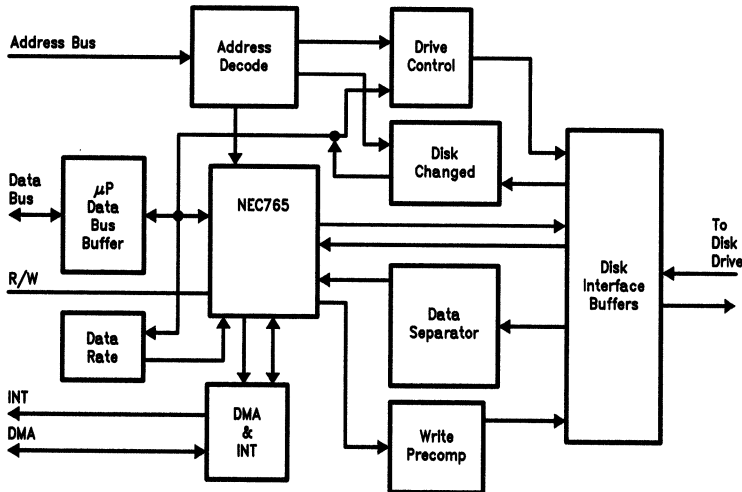 Address Bus
Address
Decode
Drive
Control
Disk
Changed
Data
Bus
μP
Data
Bus
Buffer
NEC765
To
Disk
Drive
R/W
Data
Separator
Disk
Interface
Buffers
Data
Rate
INT
DMA
DMA
&
INT
Write
Precomp